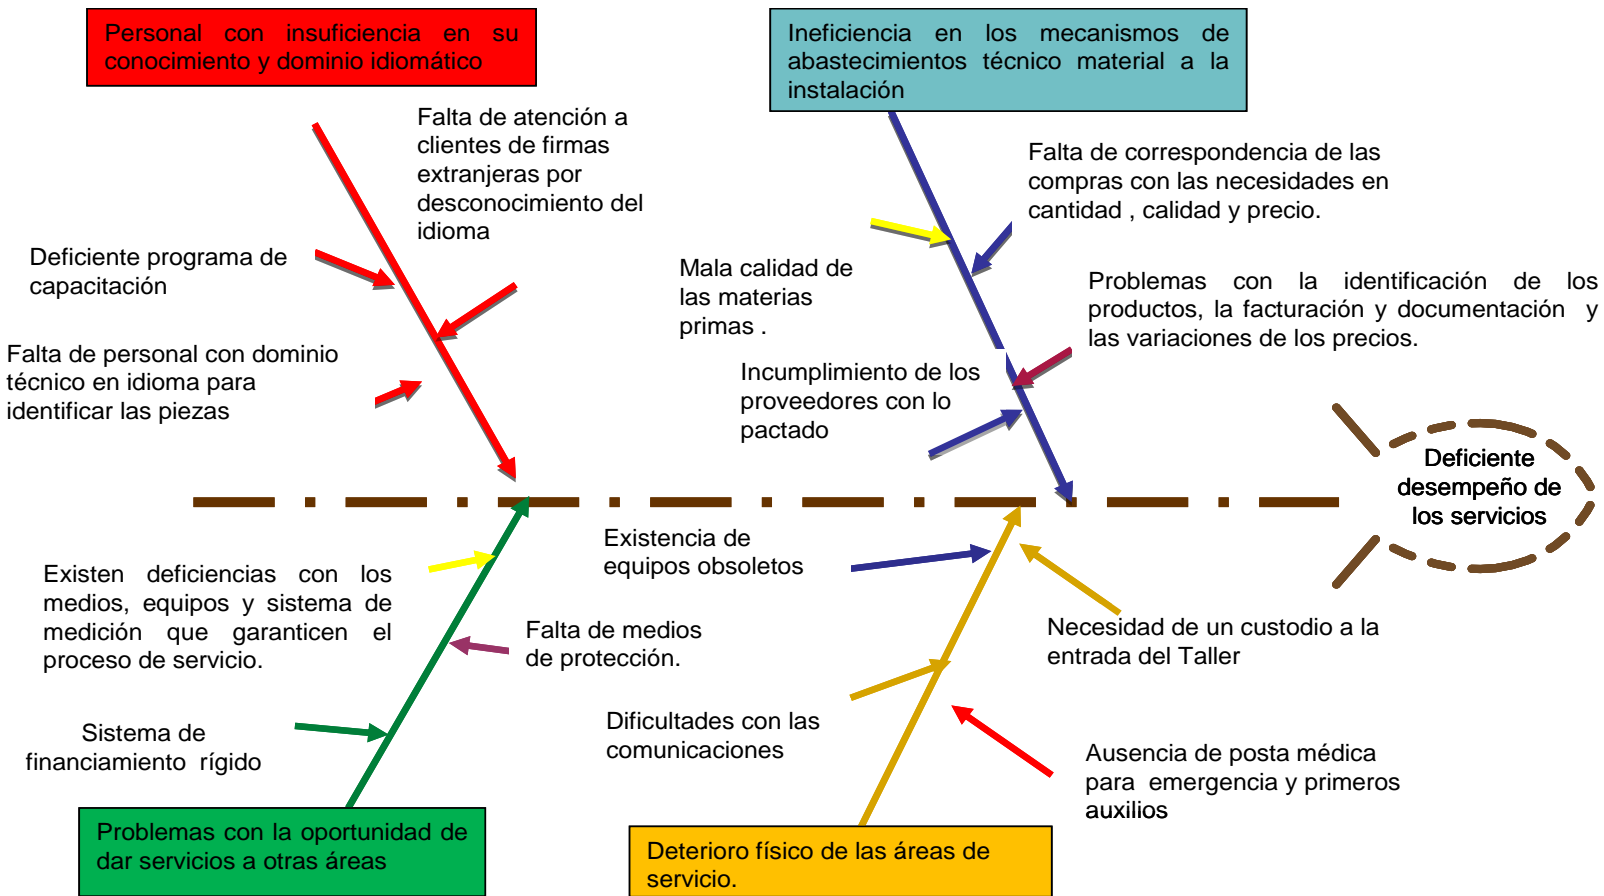 Personal con insuficiencia en su
conocimiento y dominio idiomático
Ineficiencia en los mecanismos de
abastecimientos técnico material a la
instalación
Falta de atención a
clientes de firmas
extranjeras por
desconocimiento del
idioma
Falta de correspondencia de las
compras con las necesidades en
cantidad , calidad y precio.
Deficiente programa de
capacitación
Mala calidad de
las materias
primas .
Problemas con la identificación de los
productos, la facturación y documentación y
las variaciones de los precios.
Falta de personal con dominio
técnico en idioma para
identificar las piezas
Incumplimiento de los
proveedores con lo
pactado
Deficiente
desempeño de
los servicios
Existencia de
equipos obsoletos
Existen deficiencias con los
medios, equipos y sistema de
medición que garanticen el
proceso de servicio.
Falta de medios
de protección.
Necesidad de un custodio a la
entrada del Taller
Sistema de
financiamiento rígido
Dificultades con las
comunicaciones
Ausencia de posta médica
para emergencia y primeros
auxilios
Problemas con la oportunidad de
dar servicios a otras áreas
Deterioro físico de las áreas de
servicio.